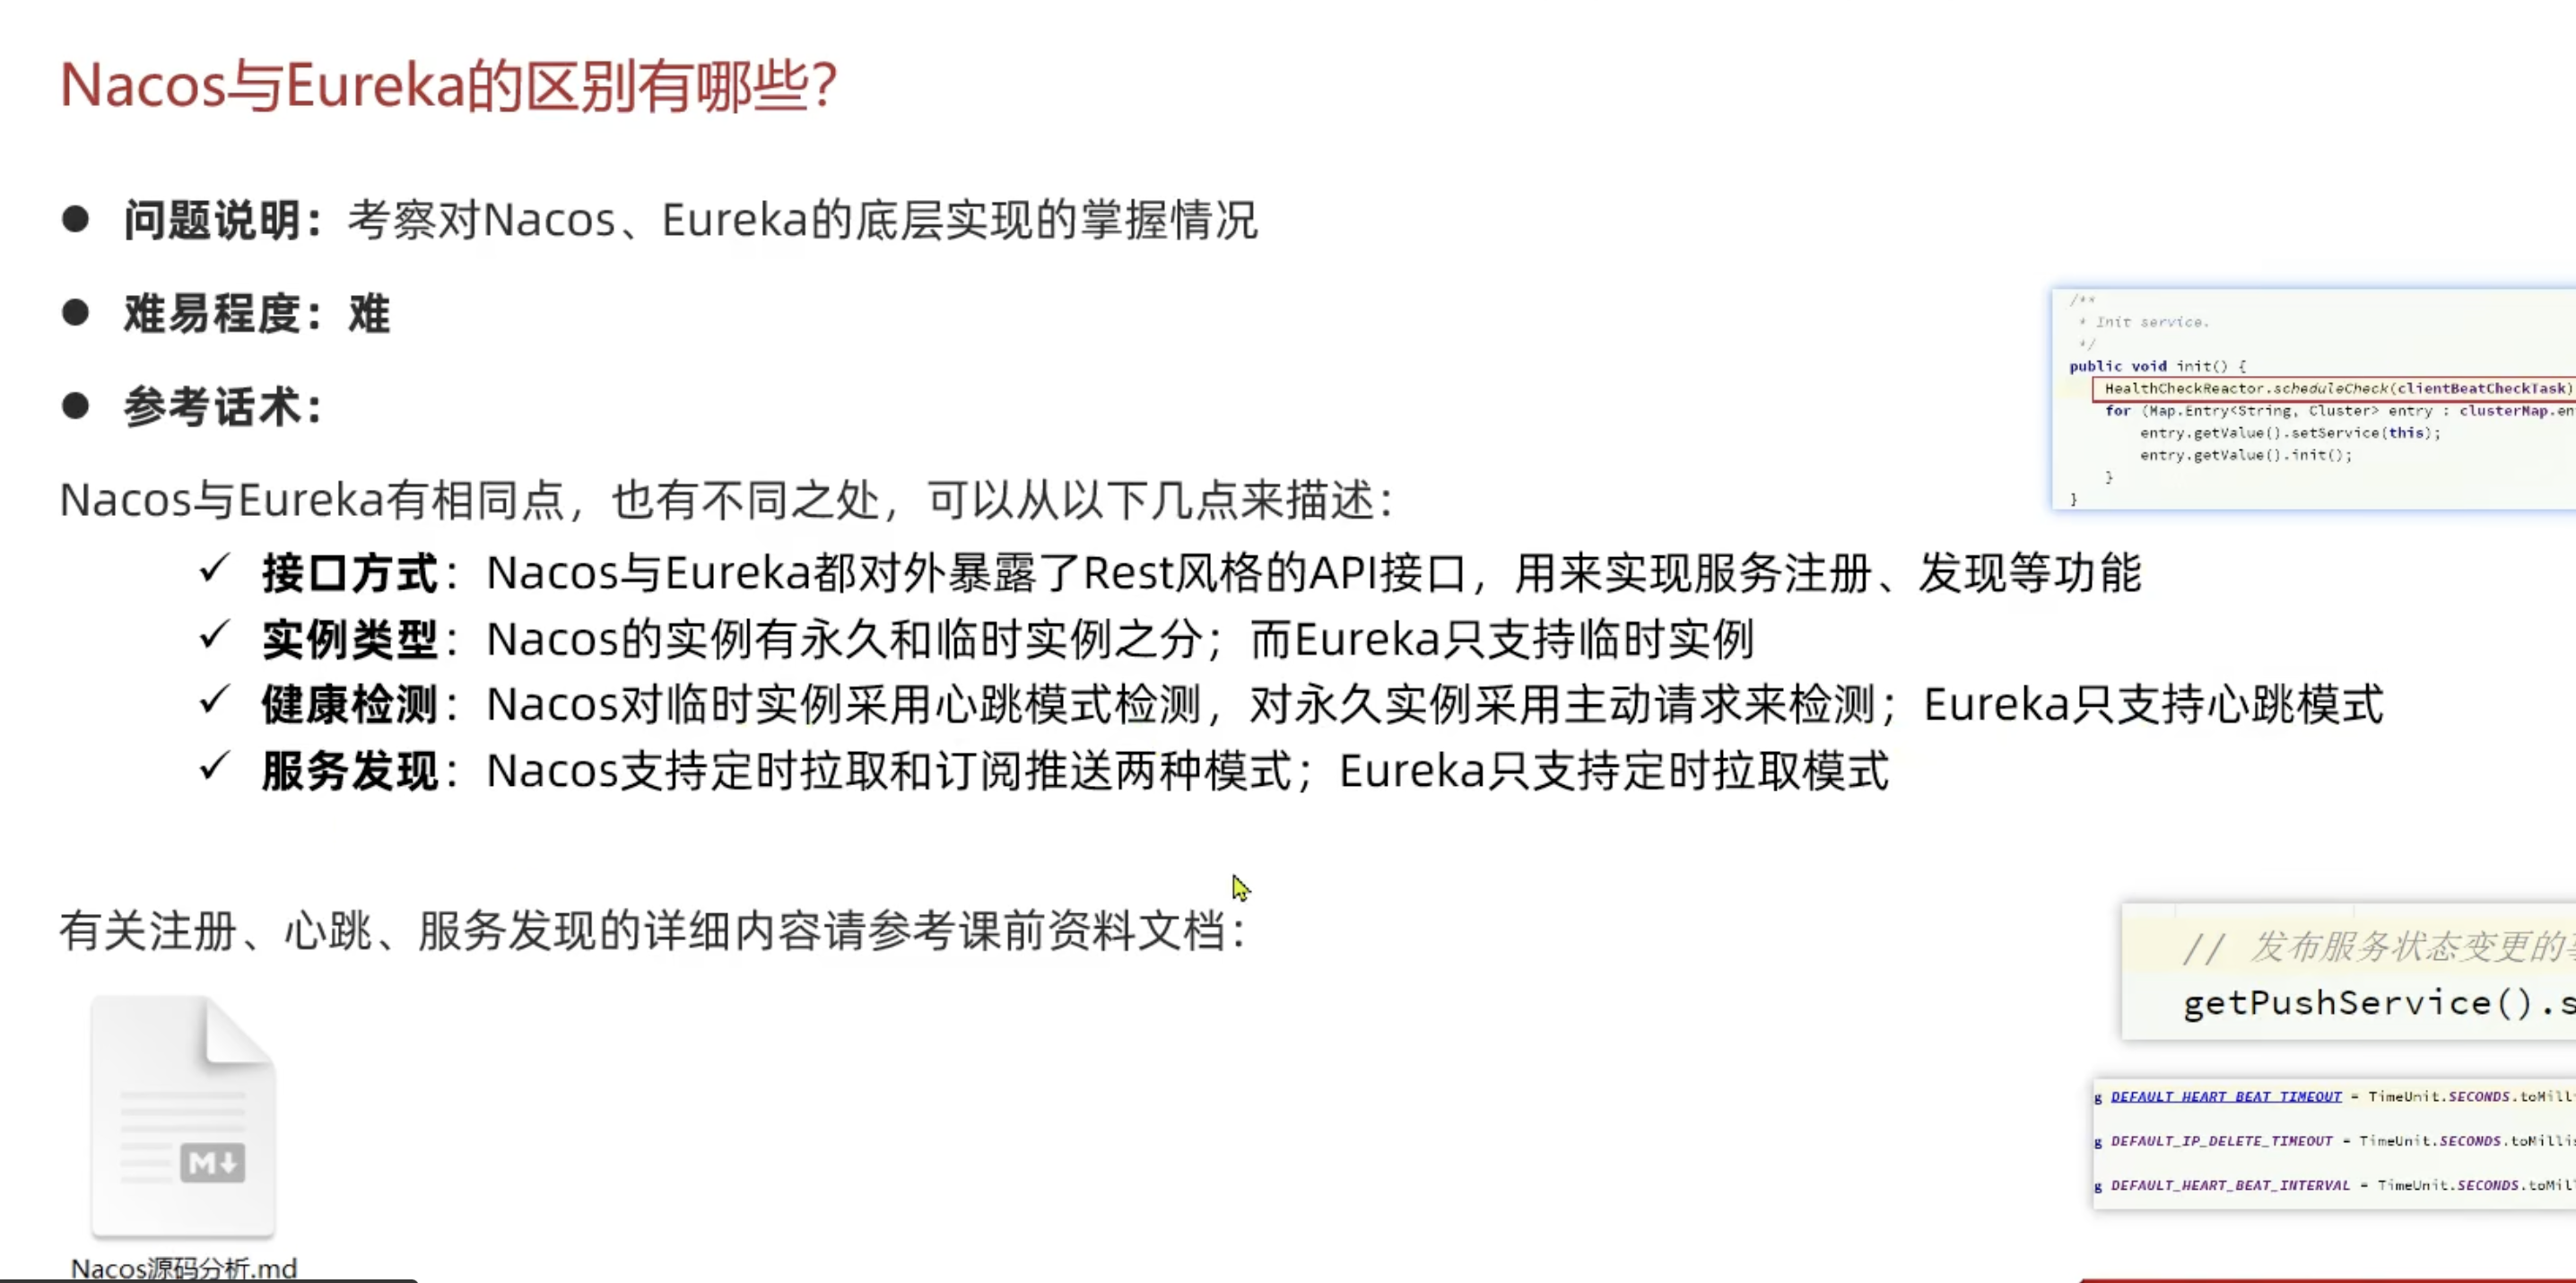 Nacos与Eureka的区别有哪些?
● 问题说明：考察对Nacos、Eureka的底层实现的掌握情况
● 难易程度：难
● 参考话术：
Nacos与Eureka有相同点，也有不同之处，可以从以下几点来描述：
✓ 接口方式：Nacos与Eureka都对外暴露了Rest风格的API接口，用来实现服务注册、发现等功能
✓ 实例类型：Nacos的实例有永久和临时实例之分；而Eureka只支持临时实例
✓ 健康检测：Nacos对临时实例采用心跳模式检测，对永久实例采用主动请求来检测；Eureka只支持心跳模式
✓ 服务发现：Nacos支持定时拉取和订阅推送两种模式；Eureka只支持定时拉取模式
有关注册、心跳、服务发现的详细内容请参考课前资料文档：
M↓
Nacos源码分析.md
/**
* Init service.
*/
public void init() {
HealthCheckReactor.scheduleCheck(clientBeatCheckTask)
for (Map.Entry<String, Cluster> entry : clusterMap.en
entry.getValue().setService(this);
entry.getValue().init();
}
}
// 发布服务状态变更的
getPushService().s
g DEFAULT_HEART_BEAT_TIMEOUT = TimeUnit.SECONDS.toMill
g DEFAULT_IP_DELETE_TIMEOUT = TimeUnit.SECONDS.toMilli
g DEFAULT_HEART_BEAT_INTERVAL = TimeUnit.SECONDS.toMil